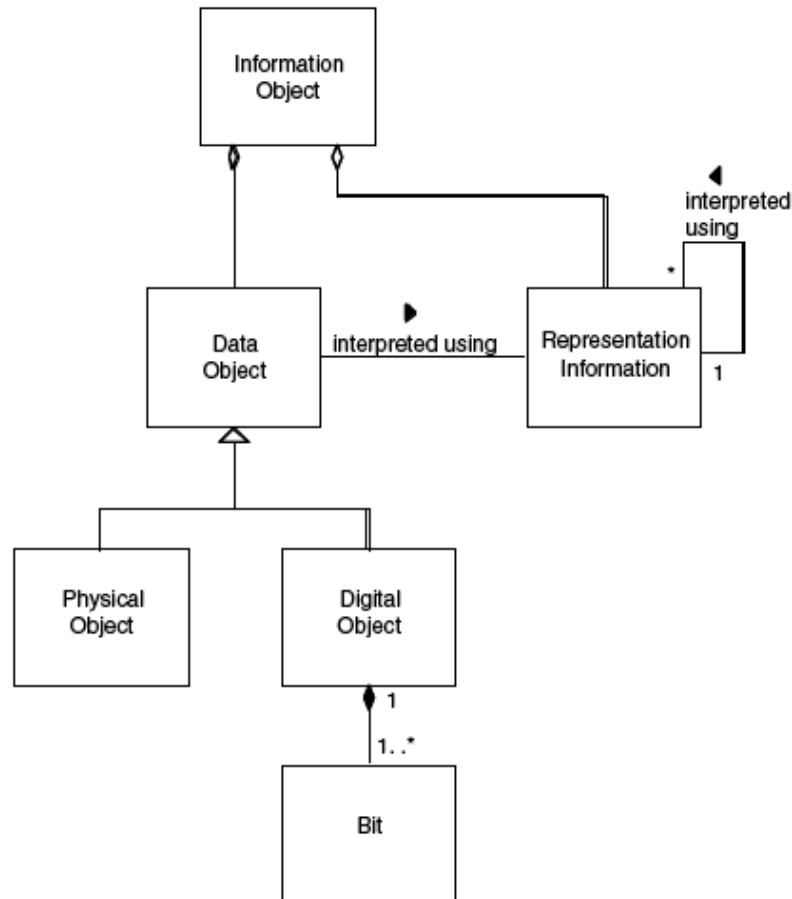 Information
Object
interpreted
using
*
Data
Object
interpreted using
Representation
Information
1
Physical
Object
Digital
Object
1
1..*
Bit